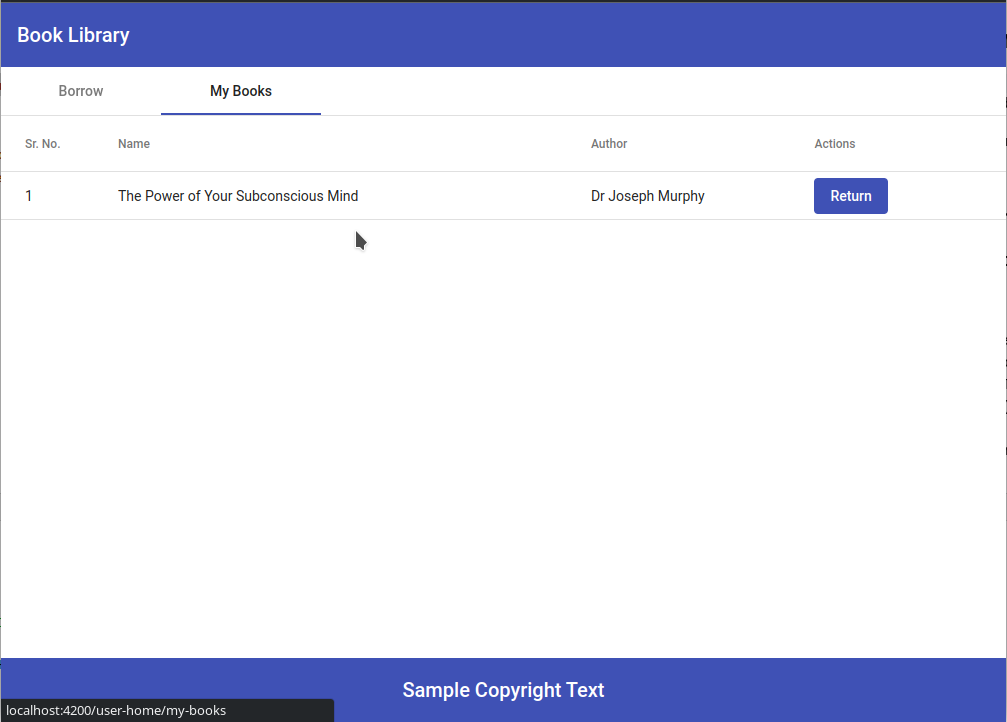 Book Library
Borrow My Books
Sr. No. Name Author Actions
1 The Power of Your Subconscious Mind Dr Joseph Murphy Return
Sample Copyright Text
localhost:4200/user-home/my-books